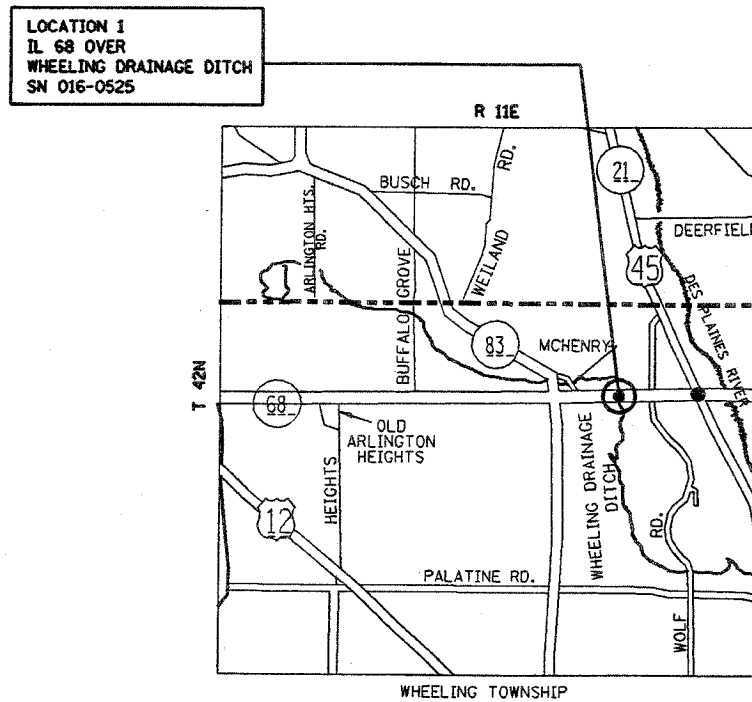 LOCATION 1
IL 68 OVER
WHEELING DRAINAGE DITCH
SN 016-0525
R 11E
21
BUSCH RD.
RD.
ARLINGTON HTS.
RD.
DEERFIEL
WEILAND
45
BUFFALO GROVE
DES PLAINES RIVER
83
MCHENRY
T 42N
68
OLD
ARLINGTON
HEIGHTS
HEIGHTS
WHEELING DRAINAGE
DITCH
12
RD.
PALATINE RD.
WOLF
WHEELING TOWNSHIP